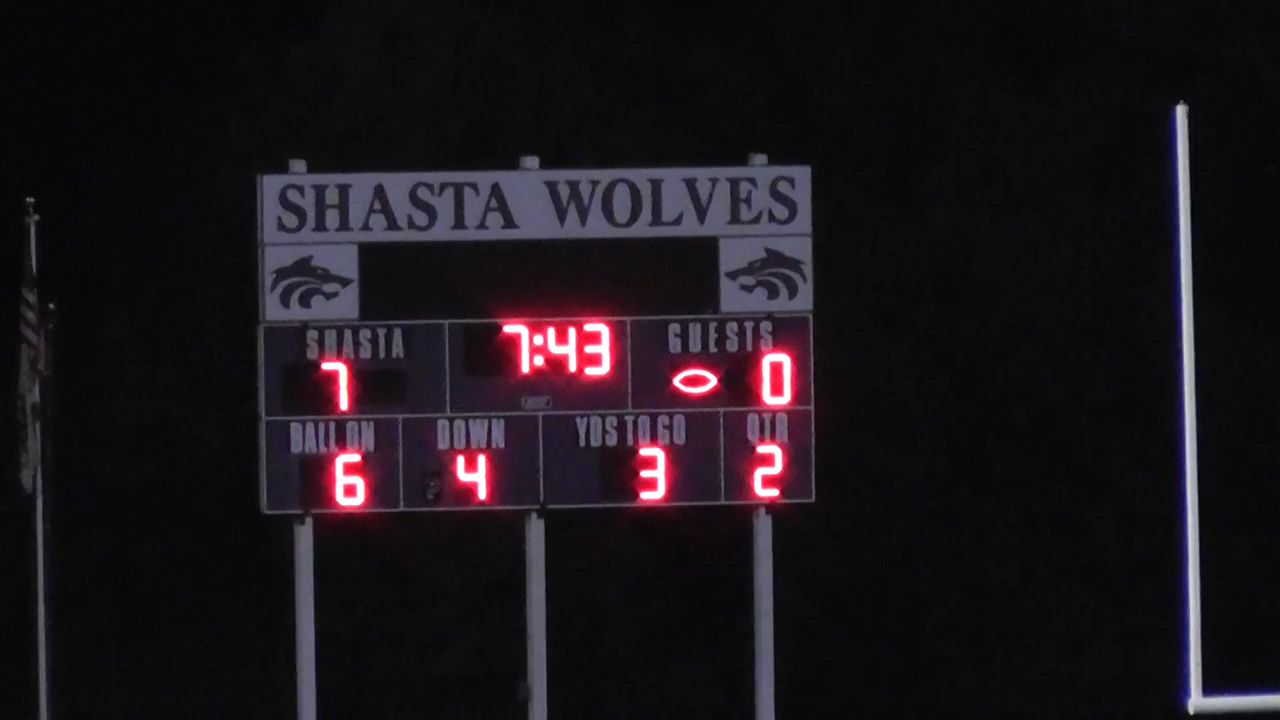 SHASTA WOLVES
SHASTA 7:43 GUESTS
7 0
BALL ON DOWN YDS TO GO QTR
6 4 3 2